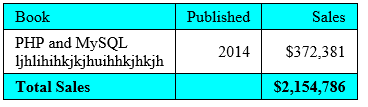 Book Published Sales
PHP and MySQL
ljhlihihkjkjhuihhkjhkjh 2014 $372,381
Total Sales $2,154,786